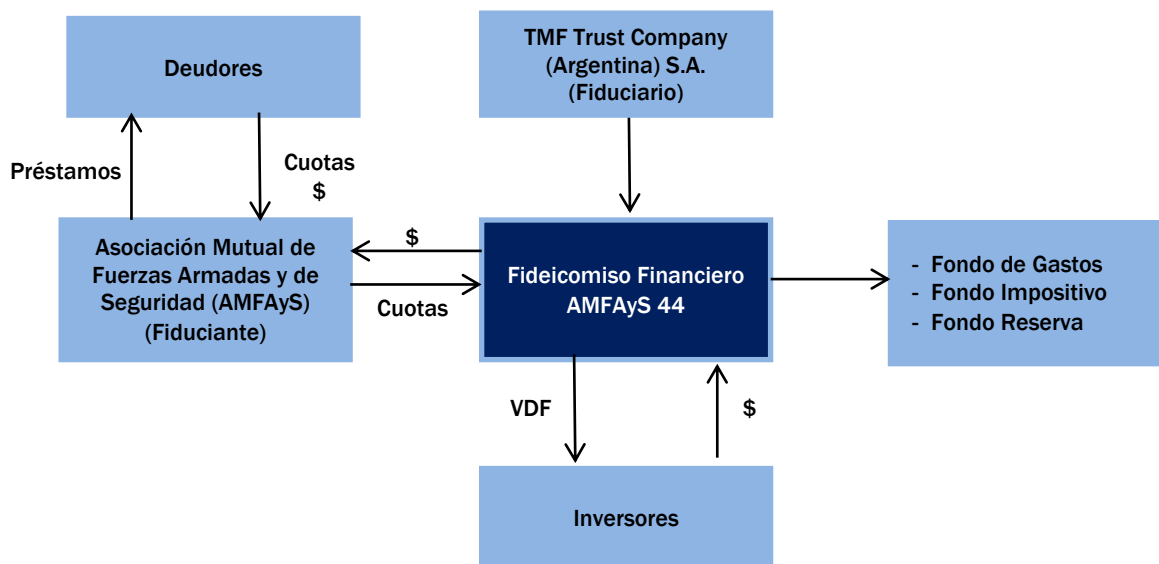 Deudores
TMF Trust Company
(Argentina) S.A.
(Fiduciario)
Préstamos
Cuotas
$
Asociación Mutual de
Fuerzas Armadas y de
Seguridad (AMFAyS)
(Fiduciante)
$
Cuotas
Fideicomiso Financiero
AMFAyS 44
- Fondo de Gastos
- Fondo Impositivo
- Fondo Reserva
VDF
$
Inversores